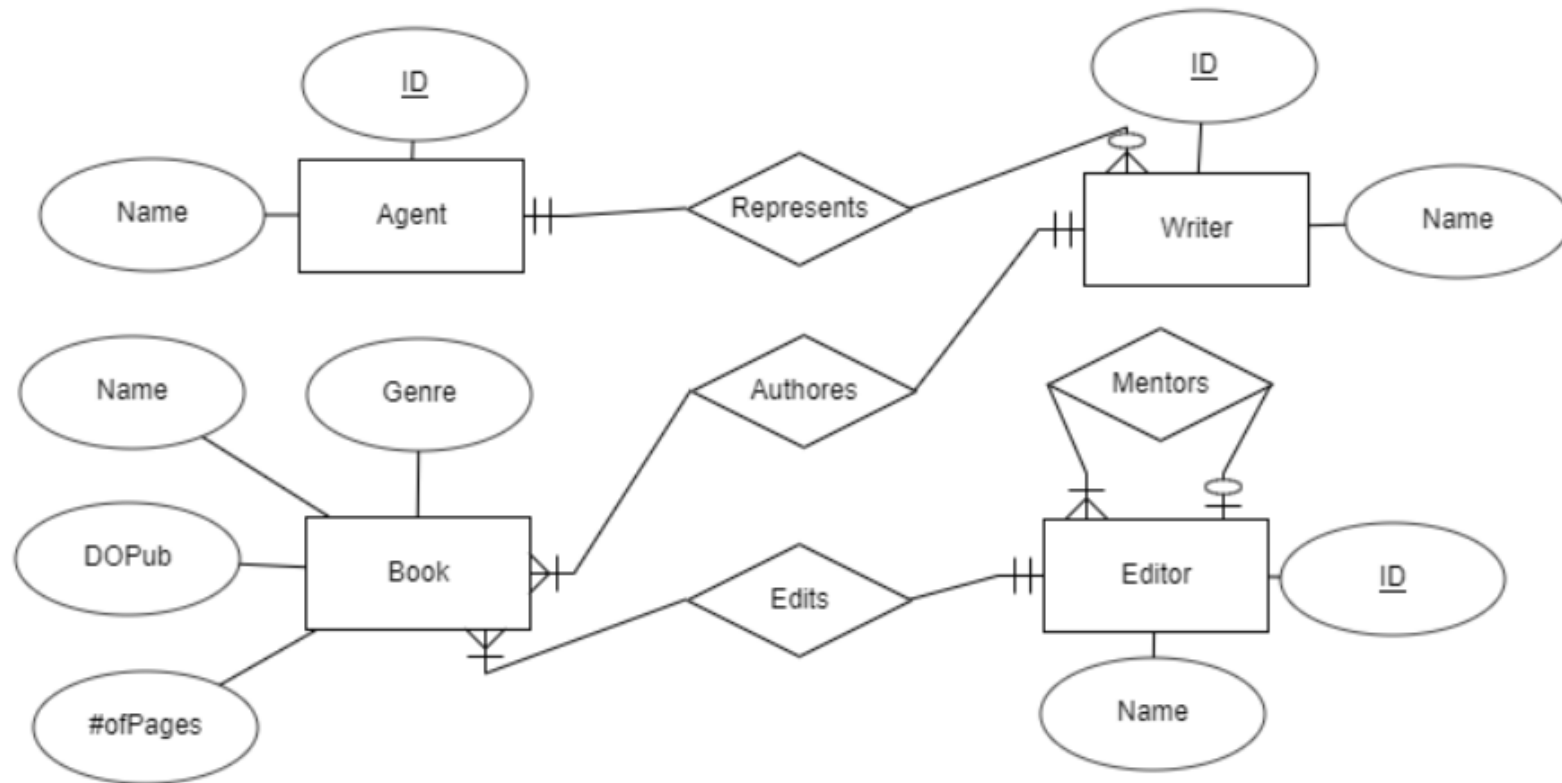 ID
ID
Name
Agent
Represents
Writer
Name
Name
Genre
Authores
Mentors
DOPub
Book
Edits
Editor
ID
#ofPages
Name